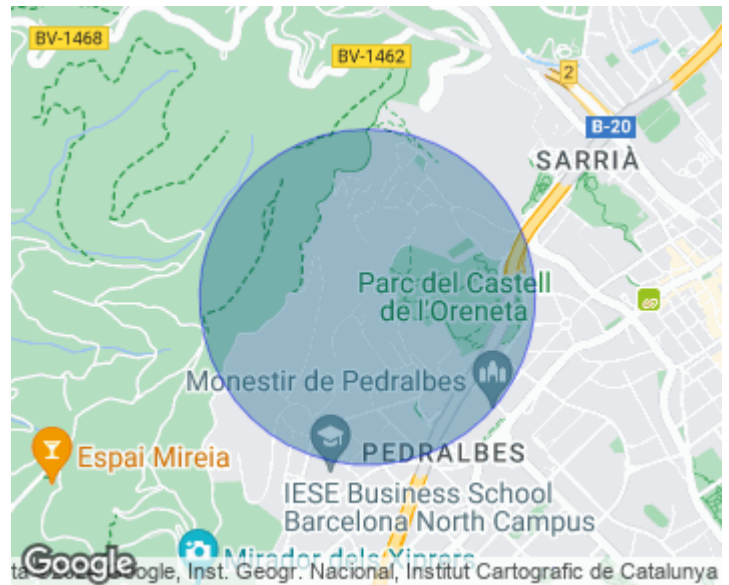 BV-1468
BV-1462
2
B-20
SARRIÀ
Parc del Castell
de l'Oreneta
Monestir de Pedralbes
Espai Mireia
PEDRALBES
IESE Business School
Barcelona North Campus
Mirador dels Xiprers
Google
Google, Inst. Geogr. Nacional, Institut Cartografic de Catalunya